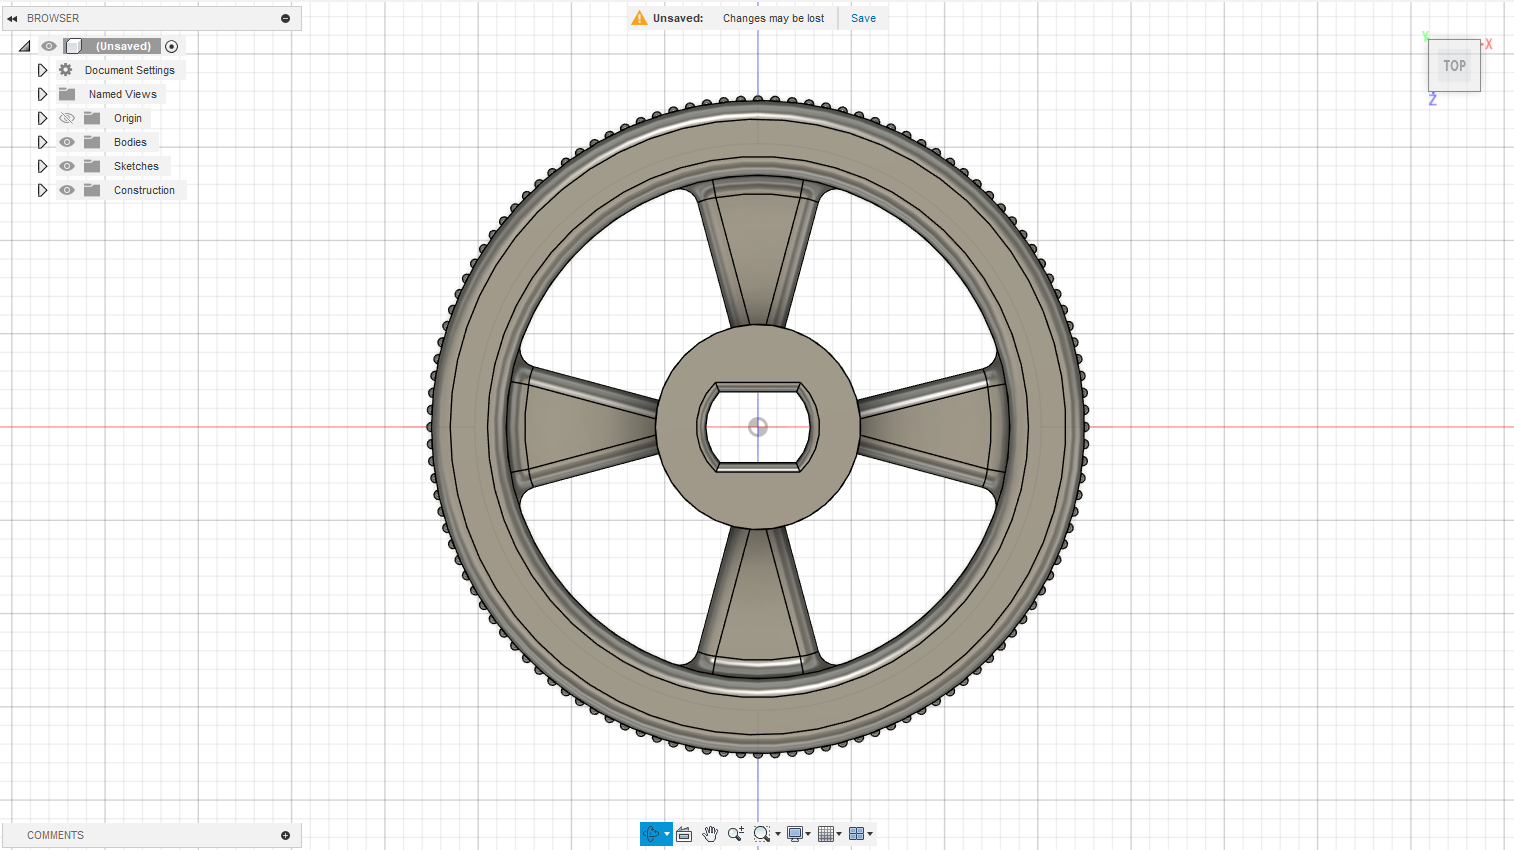 BROWSER
Unsaved: Changes may be lost Save
(Unsaved)
Document Settings
Named Views
Origin
Bodies
Sketches
Construction
Y
X
TOP
Z
COMMENTS